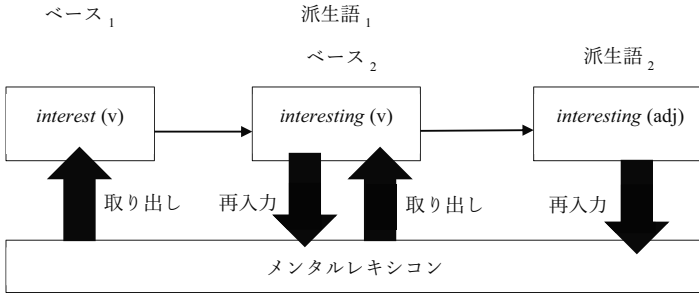 ベース₁
派生語₁
ベース₂
派生語₂
interest (v)
interesting (v)
interesting (adj)
取り出し
再入力
取り出し
再入力
メンタルレキシコン